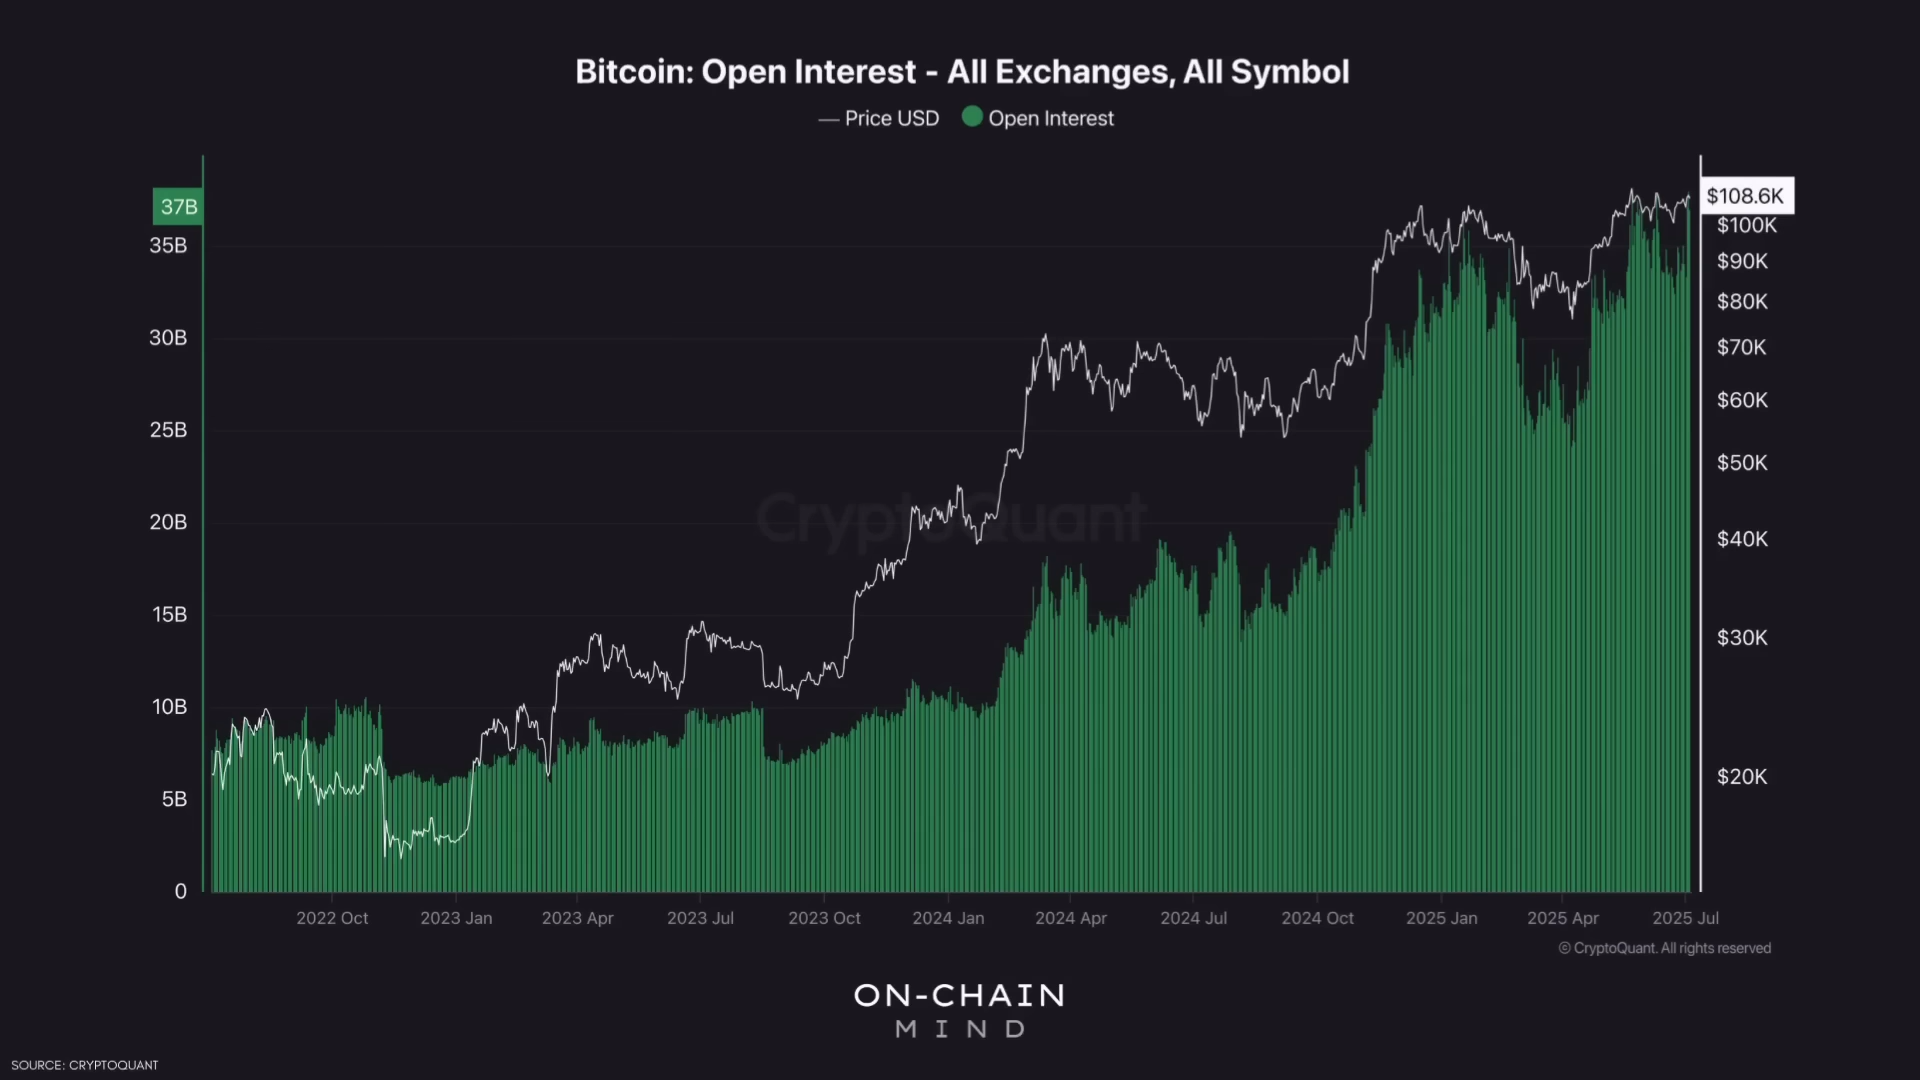 Bitcoin: Open Interest - All Exchanges, All Symbol
— Price USD Open Interest
37B
35B
30B
25B
20B
15B
10B
5B
0
$108.6K
$100K
$90K
$80K
$70K
$60K
$50K
$40K
$30K
$20K
CryptoQuant
2022 Oct 2023 Jan 2023 Apr 2023 Jul 2023 Oct 2024 Jan 2024 Apr 2024 Jul 2024 Oct 2025 Jan 2025 Apr 2025 Jul
© CryptoQuant. All rights reserved
ON-CHAIN
MIND
SOURCE: CRYPTOQUANT